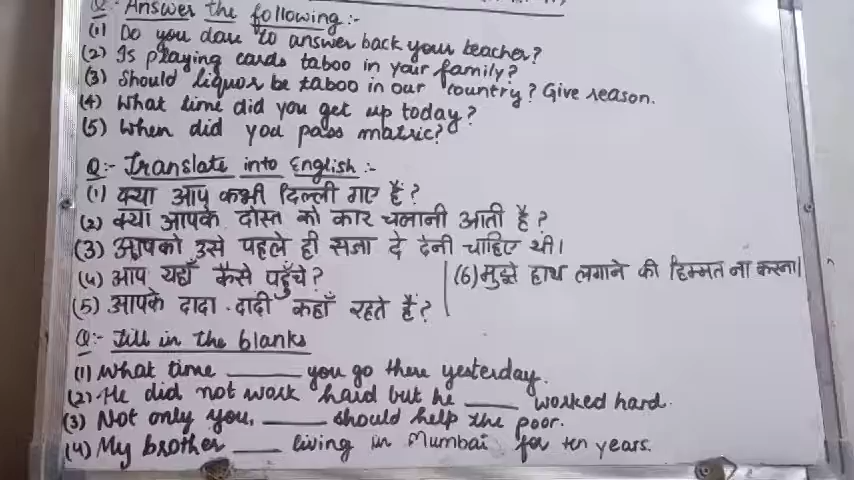 Q:- Answer the following :-
(1) Do you dare to answer back your teacher?
(2) Is playing cards taboo in your family?
(3) Should liquor be taboo in our country? Give reason.
(4) What time did you get up today?
(5) When did you pass matric?
Q:- Translate into English :-
(1) क्या आप कभी दिल्ली गए हैं?
(2) क्या आपके दोस्त को कार चलानी आती है?
(3) आपको उसे पहले ही सजा दे देनी चाहिए थी।
(4) आप यहाँ कैसे पहुँचे?
(6) मुझे हाथ लगाने की हिम्मत ना करना।
(5) आपके दादा-दादी कहाँ रहते हैं?
Q:- Fill in the blanks
(1) What time ______ you go there yesterday.
(2) He did not work hard but he ____ worked hard.
(3) Not only you, _____ should help the poor.
(4) My brother ____ living in Mumbai for ten years.